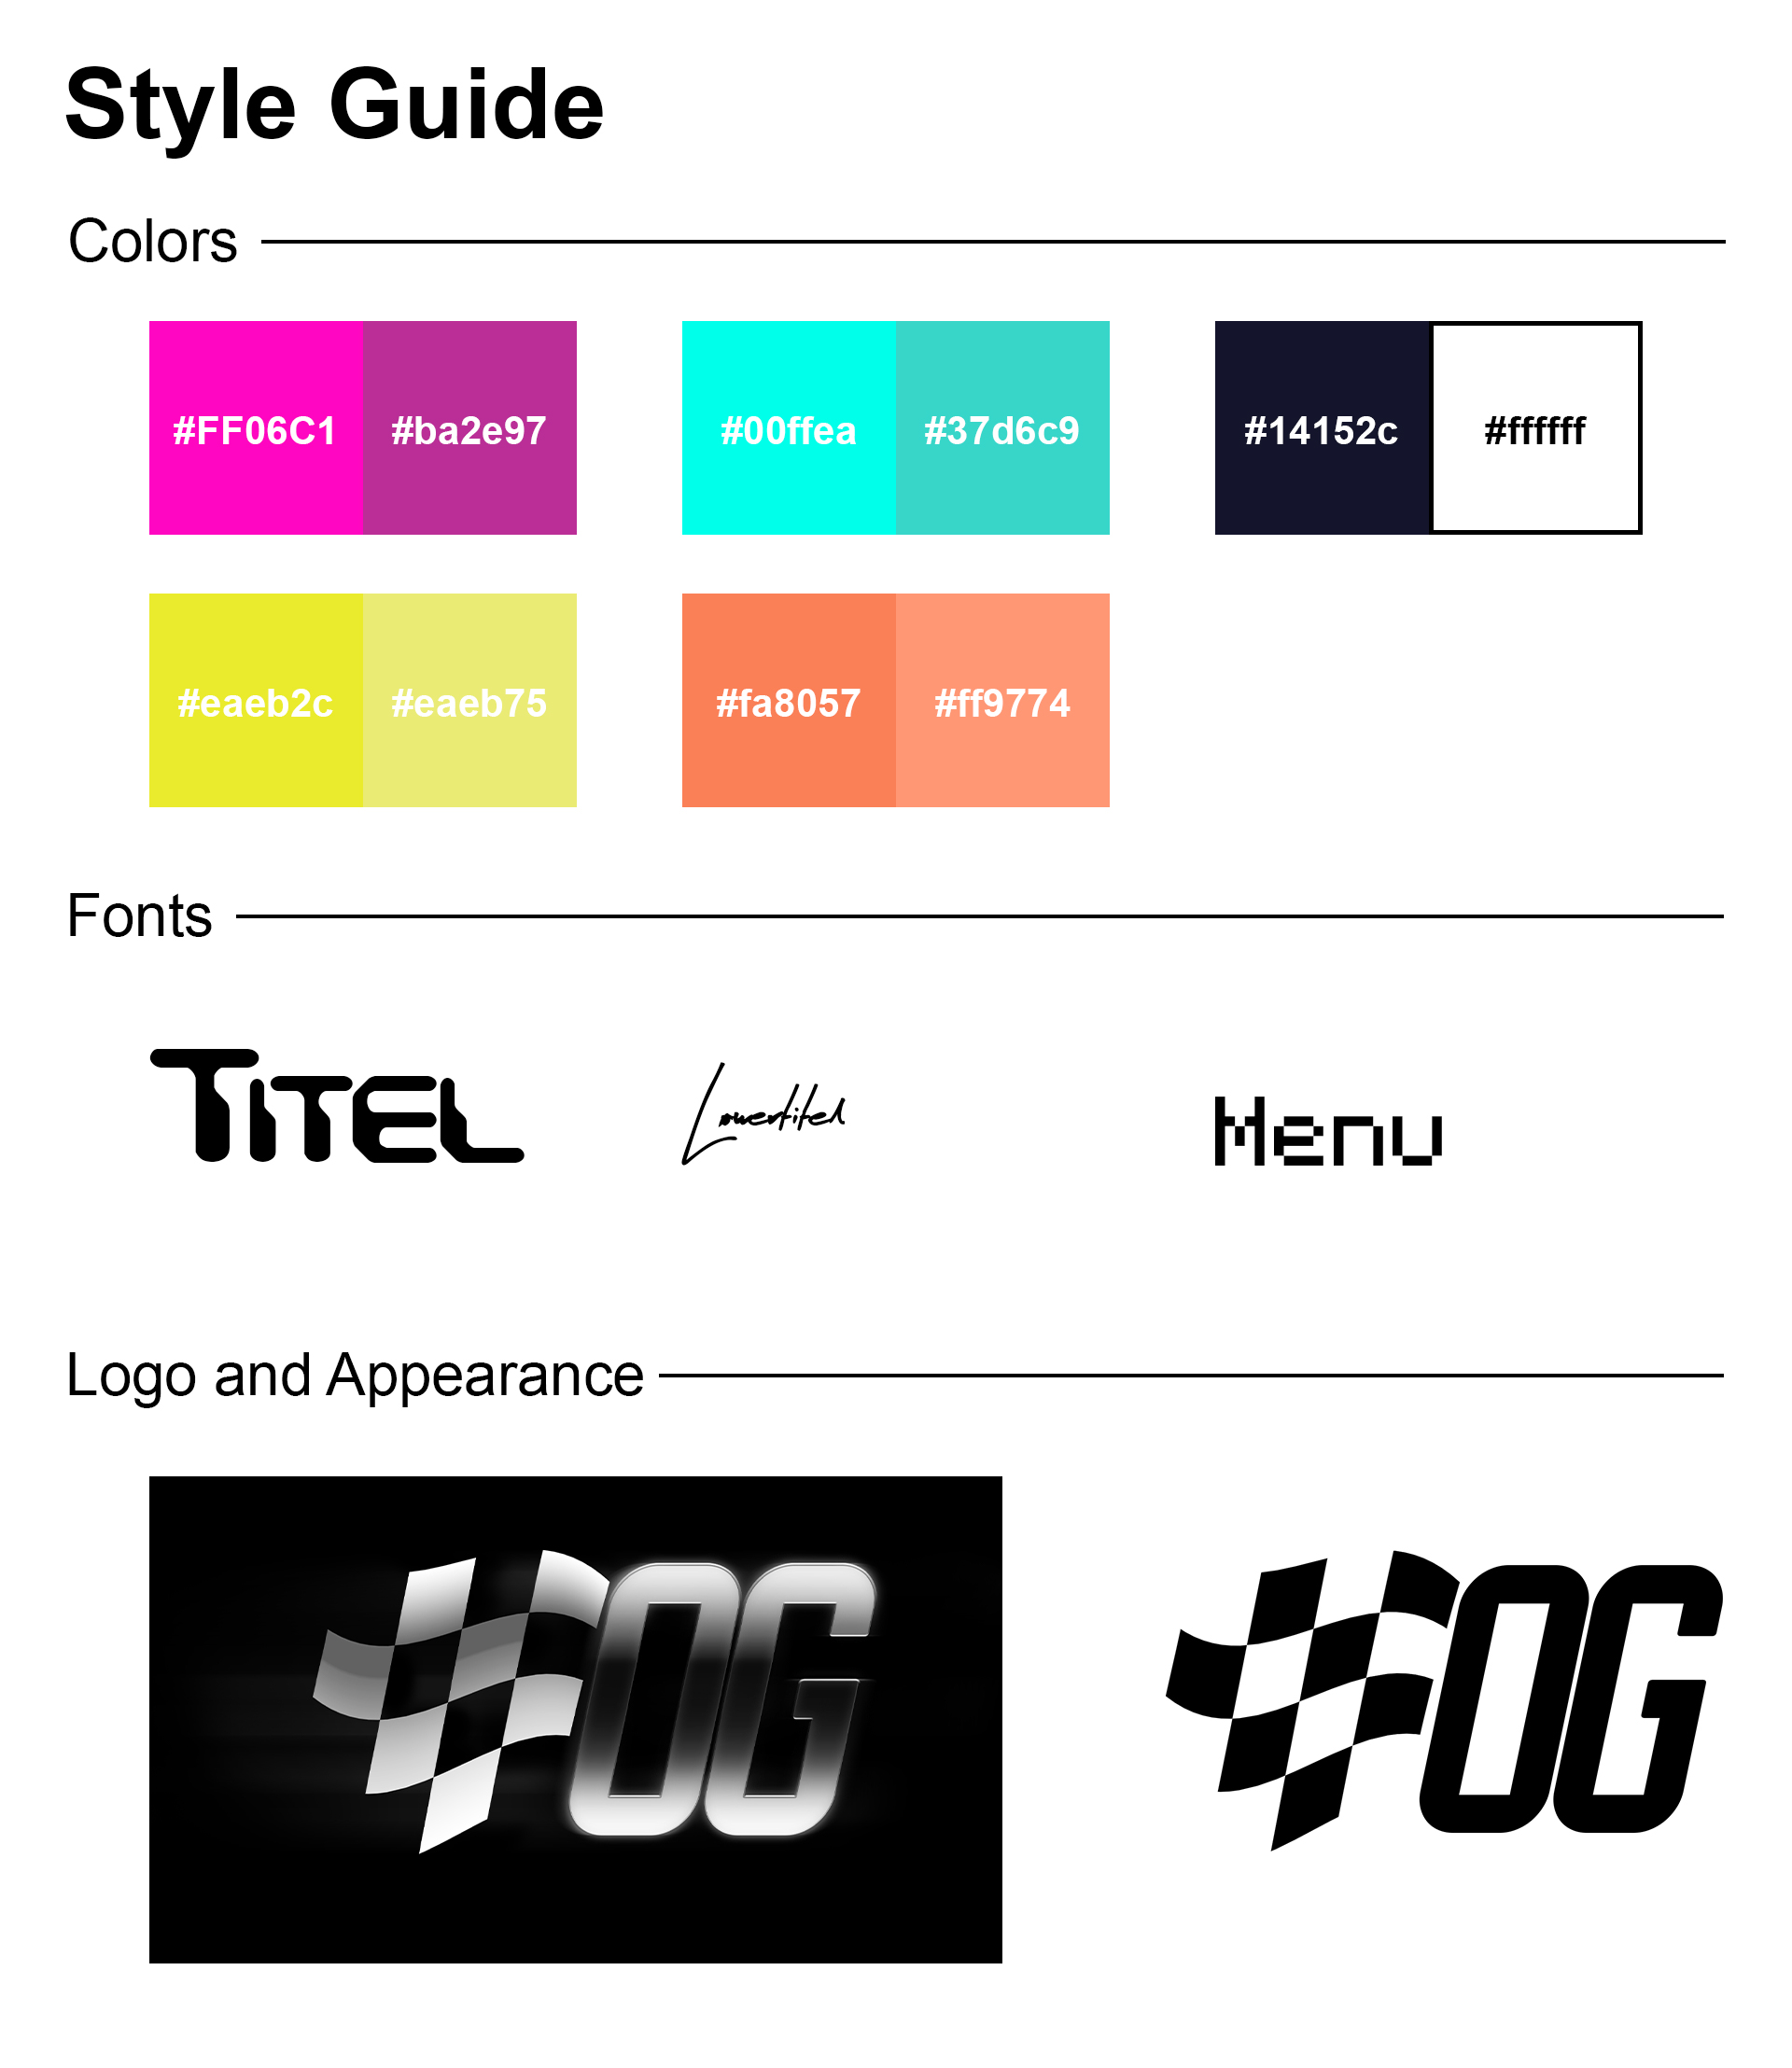 Style Guide
Colors
#FF06C1 #ba2e97 #00ffea #37d6c9 #14152c #ffffff
#eaeb2c #eaeb75 #fa8057 #ff9774
Fonts
Titel Lowertitel Menu
Logo and Appearance
OG OG